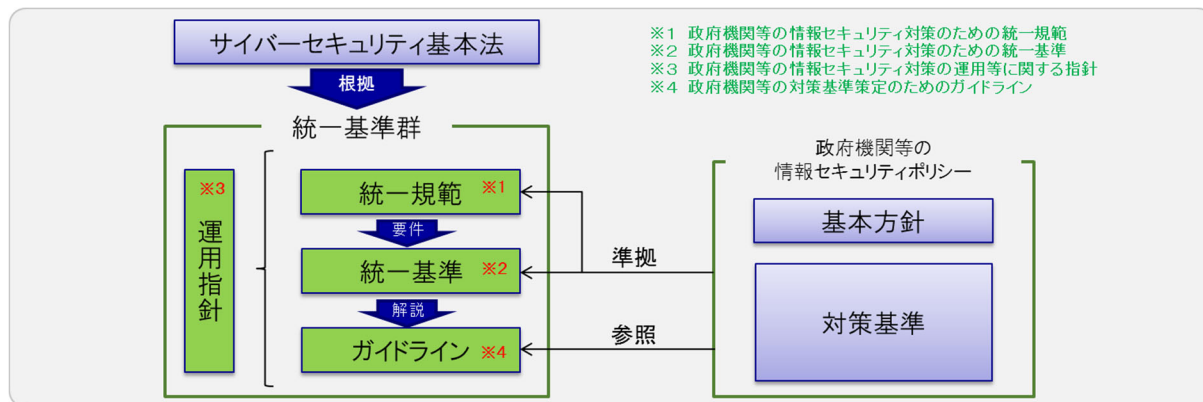 サイバーセキュリティ基本法
※1 政府機関等の情報セキュリティ対策のための統一規範
※2 政府機関等の情報セキュリティ対策のための統一基準
※3 政府機関等の情報セキュリティ対策の運用等に関する指針
※4 政府機関等の対策基準策定のためのガイドライン
根拠
統一基準群
※3
運用指針
統一規範 ※1
要件
統一基準 ※2
解説
ガイドライン ※4
準拠
参照
政府機関等の
情報セキュリティポリシー
基本方針
対策基準